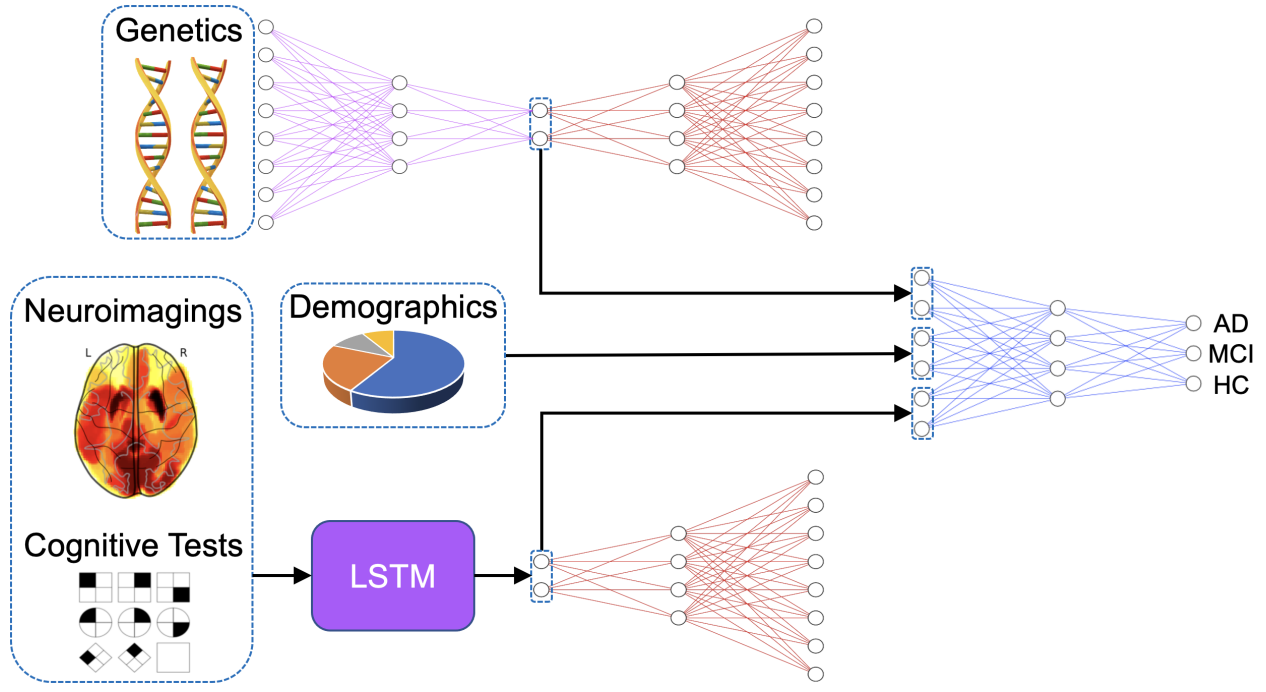 Genetics
Neuroimagings
L R
Demographics
AD
MCI
HC
Cognitive Tests
LSTM